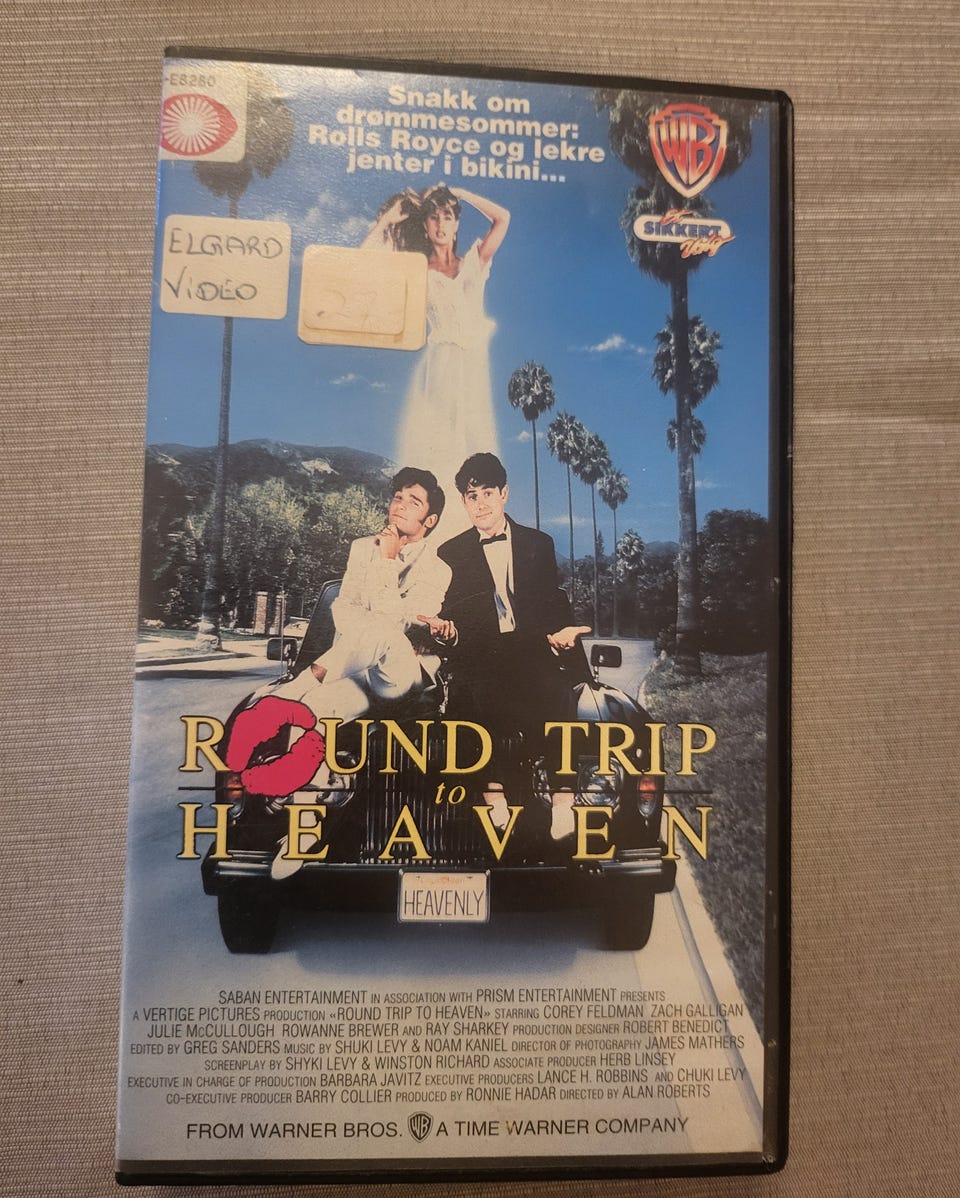 E8280
Snakk om
drømmesommer:
Rolls Royce og lekre
jenter i bikini...
WB
Et
SIKKERT
Valg
ELGARD
VIDEO
ROUND TRIP
to
HEAVEN
HEAVENLY
SABAN ENTERTAINMENT IN ASSOCIATION WITH PRISM ENTERTAINMENT PRESENTS
A VERTIGE PICTURES PRODUCTION «ROUND TRIP TO HEAVEN» STARRING COREY FELDMAN ZACH GALLIGAN
JULIE McCULLOUGH ROWANNE BREWER AND RAY SHARKEY PRODUCTION DESIGNER ROBERT BENEDICT
EDITED BY GREG SANDERS MUSIC BY SHUKI LEVY & NOAM KANIEL DIRECTOR OF PHOTOGRAPHY JAMES MATHERS
SCREENPLAY BY SHYKI LEVY & WINSTON RICHARD ASSOCIATE PRODUCER HERB LINSEY
EXECUTIVE IN CHARGE OF PRODUCTION BARBARA JAVITZ EXECUTIVE PRODUCERS LANCE H. ROBBINS AND CHUKI LEVY
CO-EXECUTIVE PRODUCER BARRY COLLIER PRODUCED BY RONNIE HADAR DIRECTED BY ALAN ROBERTS
FROM WARNER BROS. WB A TIME WARNER COMPANY